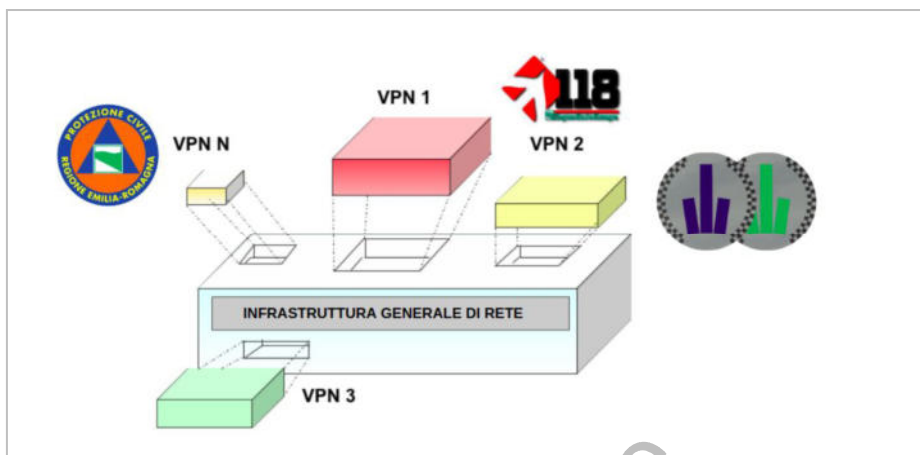 VPN 1
118
VPN N
VPN 2
PROTEZIONE CIVILE
REGIONE EMILIA-ROMAGNA
INFRASTRUTTURA GENERALE DI RETE
VPN 3